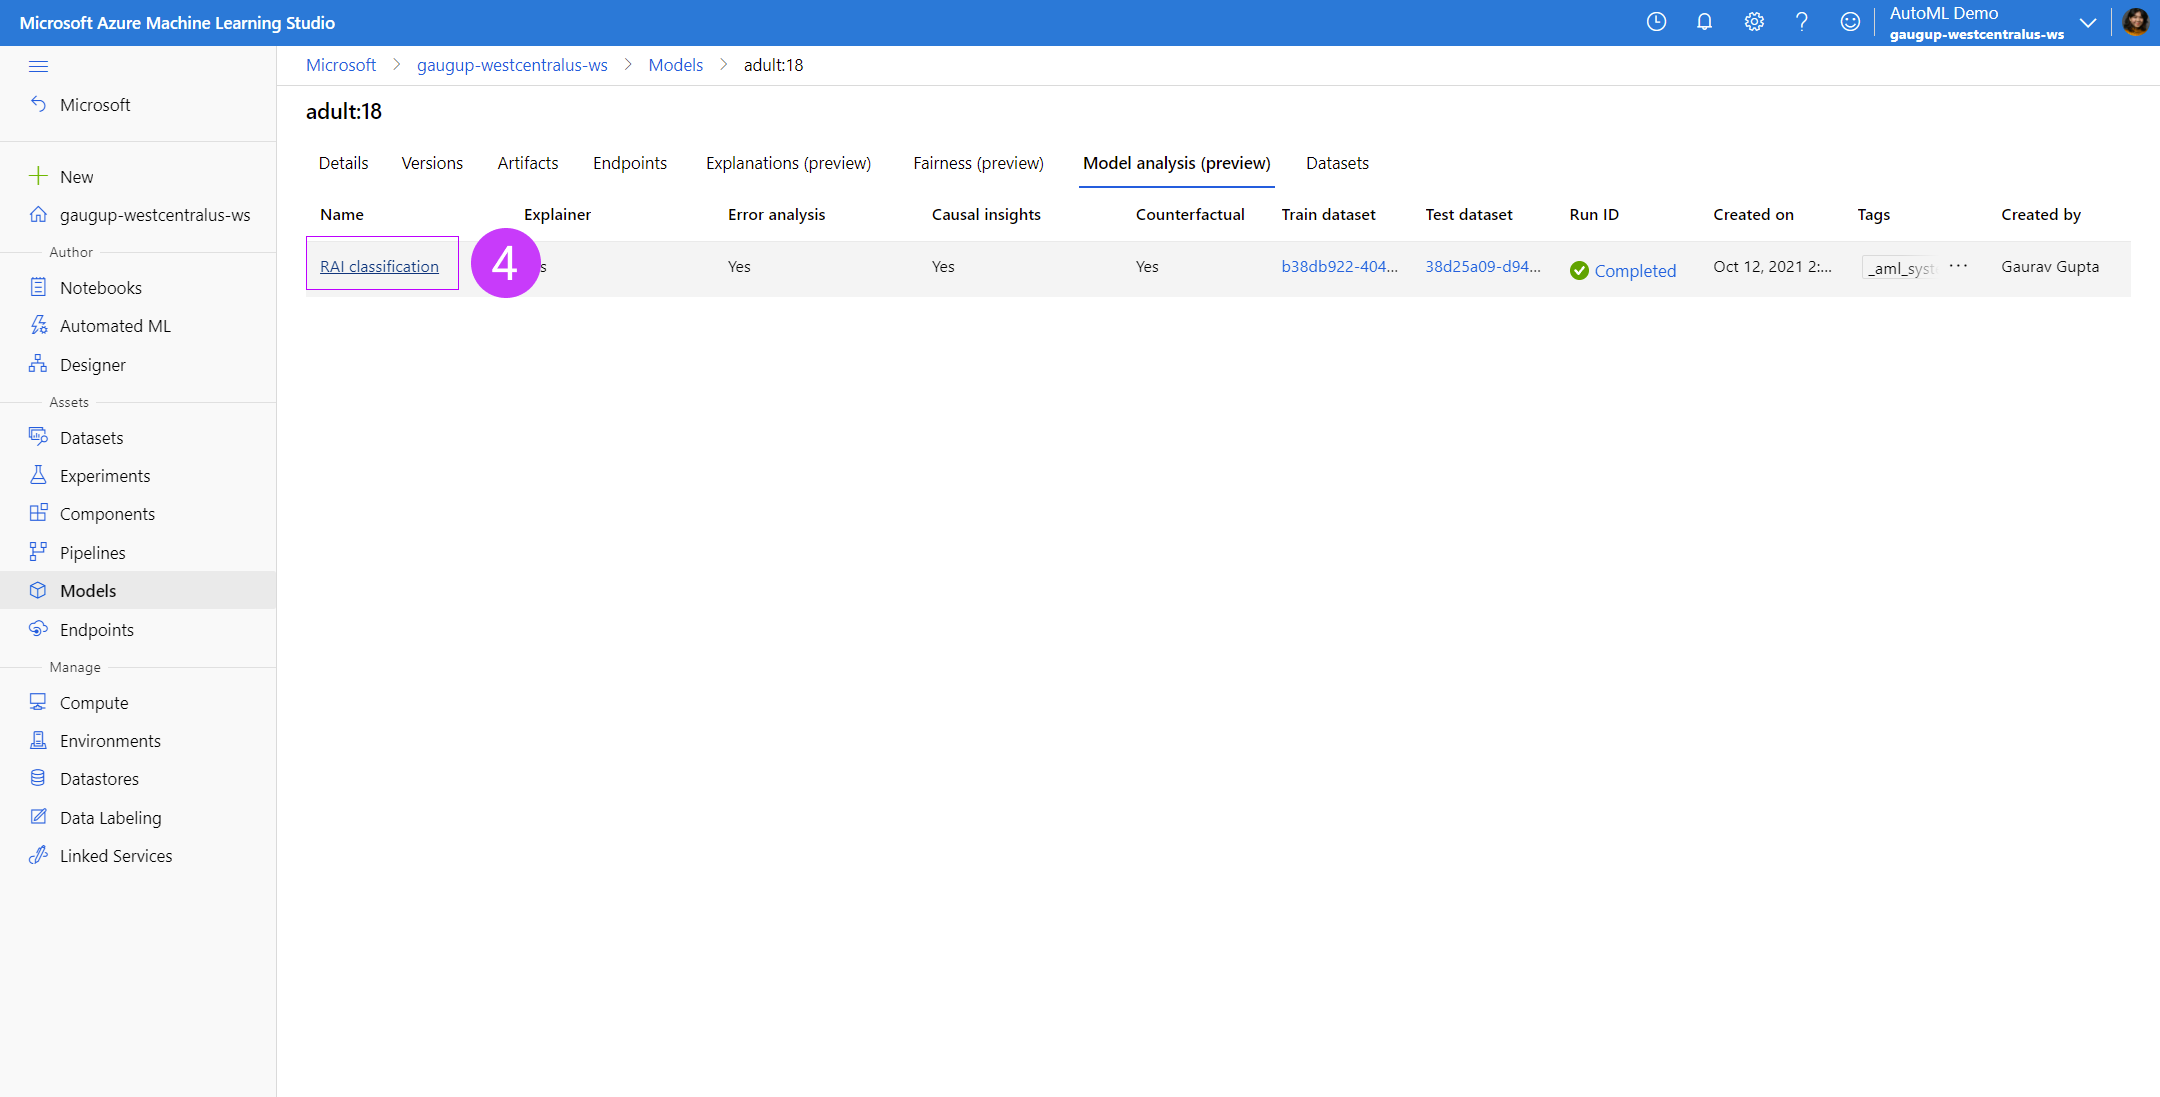 Microsoft Azure Machine Learning Studio
AutoML Demo
gaugup-westcentralus-ws
Microsoft
New
gaugup-westcentralus-ws
Author
Notebooks
Automated ML
Designer
Assets
Datasets
Experiments
Components
Pipelines
Models
Endpoints
Manage
Compute
Environments
Datastores
Data Labeling
Linked Services
Microsoft > gaugup-westcentralus-ws > Models > adult:18
adult:18
Details Versions Artifacts Endpoints Explanations (preview) Fairness (preview) Model analysis (preview) Datasets
Name Explainer Error analysis Causal insights Counterfactual Train dataset Test dataset Run ID Created on Tags Created by
RAI classification 4 Yes Yes Yes b38db922-404... 38d25a09-d94... Completed Oct 12, 2021 2:... _aml_syst ... Gaurav Gupta